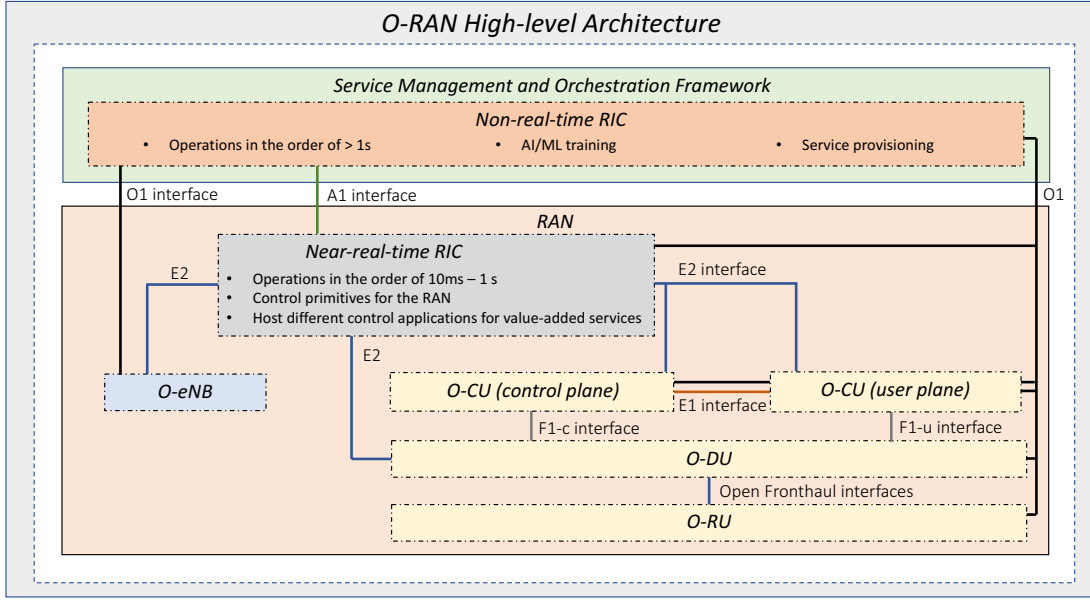 O-RAN High-level Architecture
Service Management and Orchestration Framework
Non-real-time RIC
• Operations in the order of > 1s
• AI/ML training
• Service provisioning
O1 interface
A1 interface
O1
RAN
Near-real-time RIC
• Operations in the order of 10ms – 1 s
• Control primitives for the RAN
• Host different control applications for value-added services
E2
E2 interface
E2
O-eNB
O-CU (control plane)
O-CU (user plane)
E1 interface
F1-c interface
F1-u interface
O-DU
Open Fronthaul interfaces
O-RU